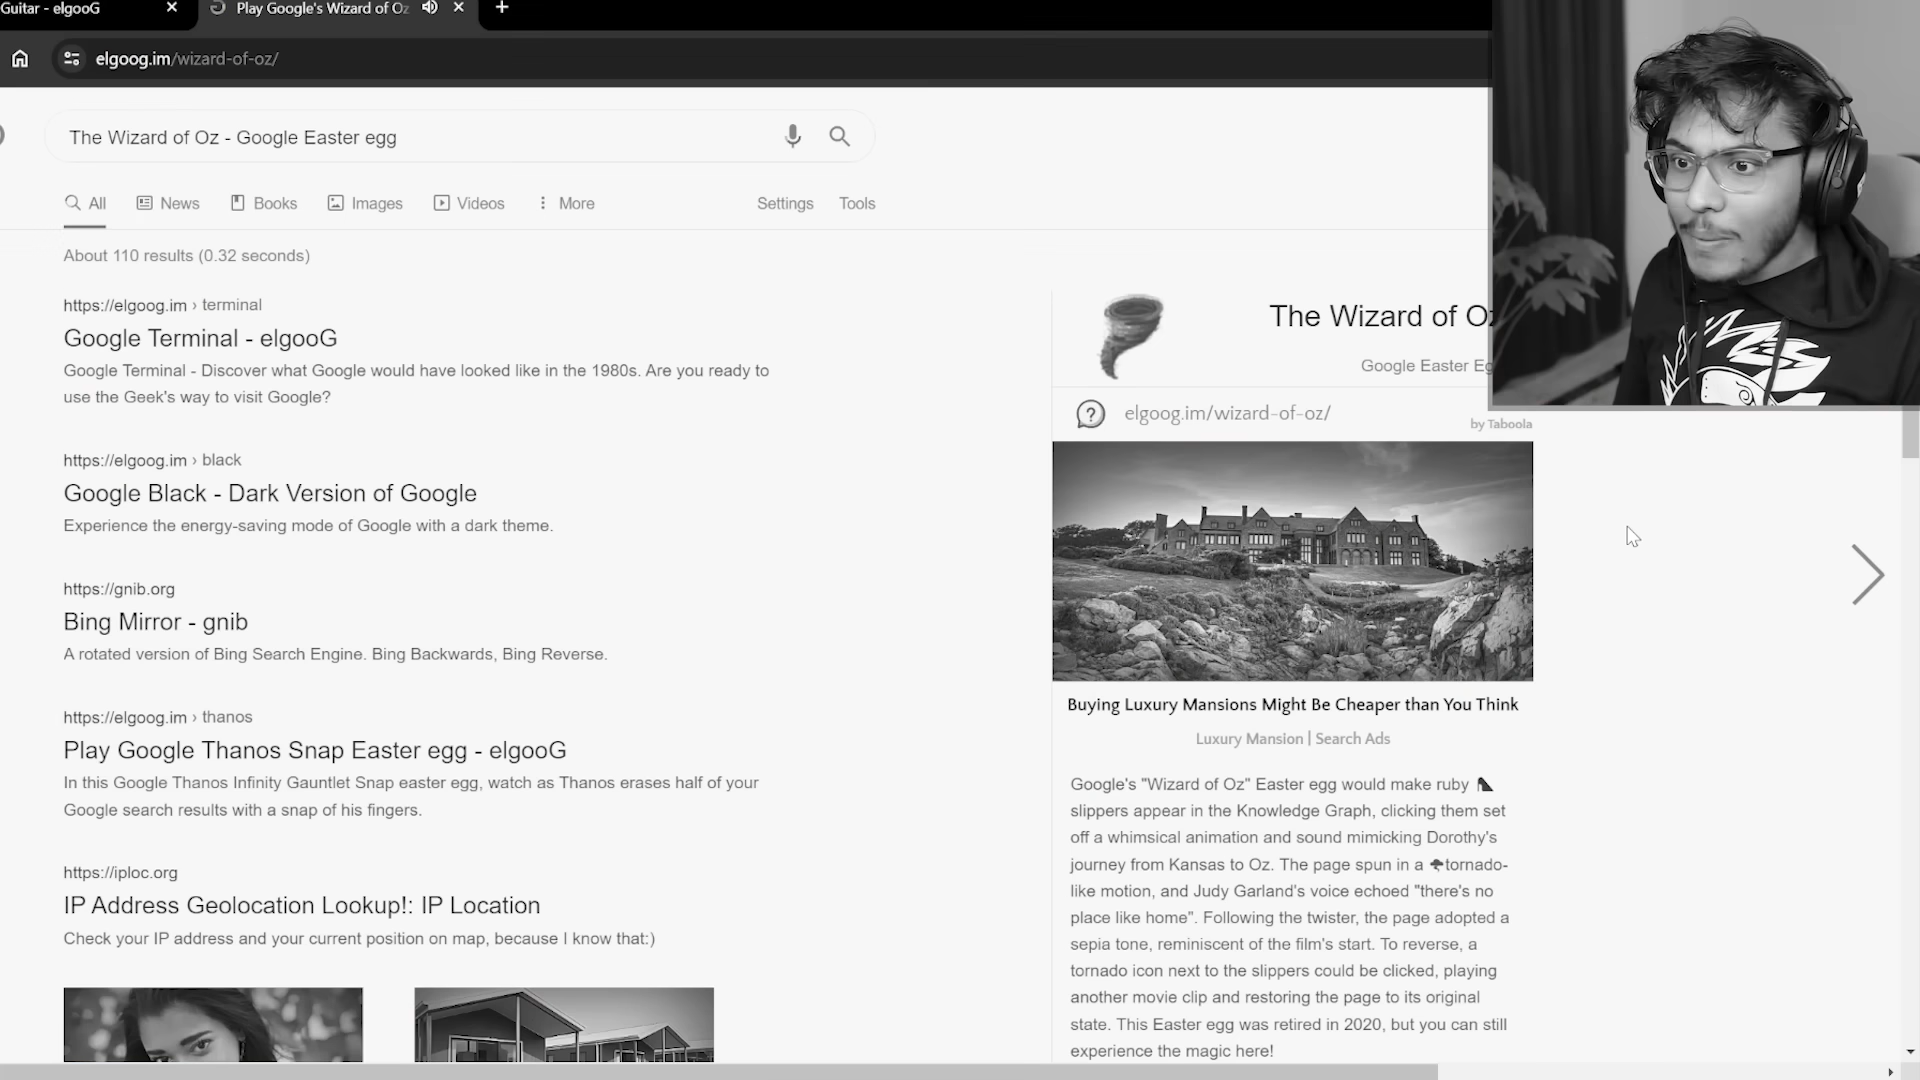 Guitar - elgooG
Play Google's Wizard of Oz
elgoog.im/wizard-of-oz/
The Wizard of Oz - Google Easter egg
All
News
Books
Images
Videos
More
Settings
Tools
About 110 results (0.32 seconds)
https://elgoog.im › terminal
Google Terminal - elgooG
Google Terminal - Discover what Google would have looked like in the 1980s. Are you ready to
use the Geek's way to visit Google?
https://elgoog.im › black
Google Black - Dark Version of Google
Experience the energy-saving mode of Google with a dark theme.
https://gnib.org
Bing Mirror - gnib
A rotated version of Bing Search Engine. Bing Backwards, Bing Reverse.
https://elgoog.im › thanos
Play Google Thanos Snap Easter egg - elgooG
In this Google Thanos Infinity Gauntlet Snap easter egg, watch as Thanos erases half of your
Google search results with a snap of his fingers.
https://iploc.org
IP Address Geolocation Lookup!: IP Location
Check your IP address and your current position on map, because I know that:)
The Wizard of Oz
Google Easter Eg
elgoog.im/wizard-of-oz/
by Taboola
Buying Luxury Mansions Might Be Cheaper than You Think
Luxury Mansion | Search Ads
Google's "Wizard of Oz" Easter egg would make ruby
slippers appear in the Knowledge Graph, clicking them set
off a whimsical animation and sound mimicking Dorothy's
journey from Kansas to Oz. The page spun in a tornado-
like motion, and Judy Garland's voice echoed "there's no
place like home". Following the twister, the page adopted a
sepia tone, reminiscent of the film's start. To reverse, a
tornado icon next to the slippers could be clicked, playing
another movie clip and restoring the page to its original
state. This Easter egg was retired in 2020, but you can still
experience the magic here!